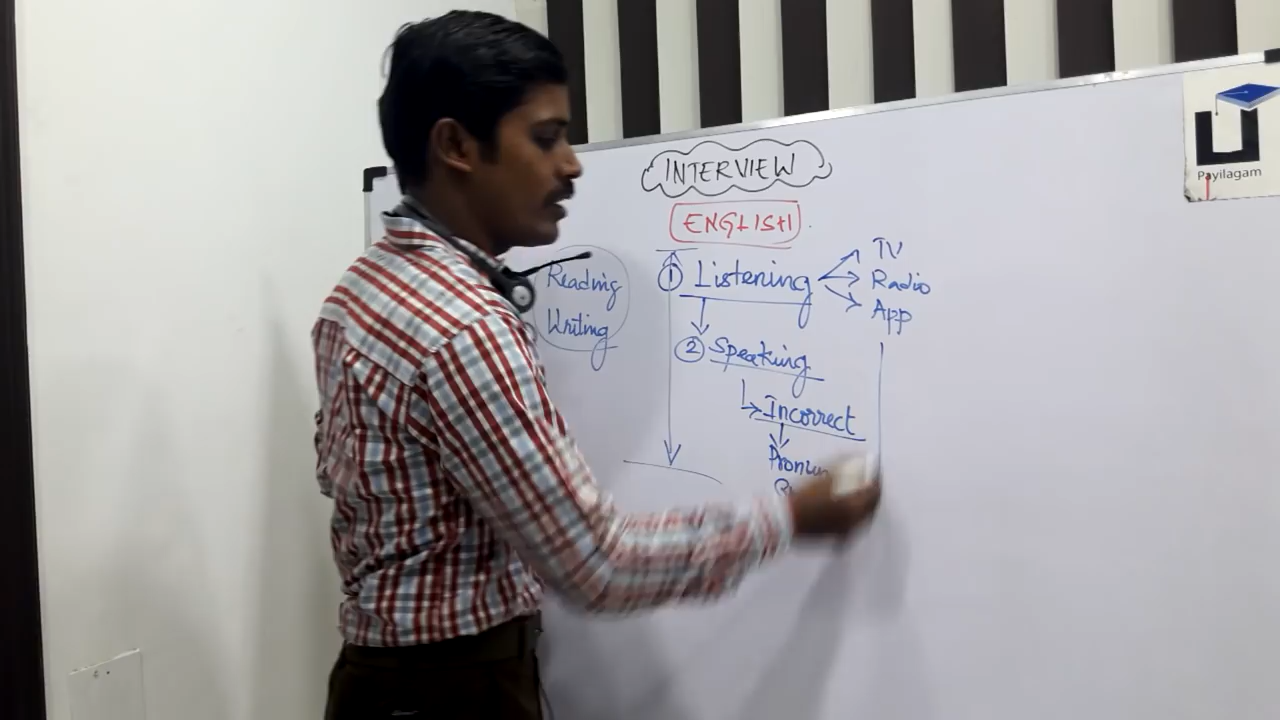 INTERVIEW
ENGLISH
Reading
Writing
① Listening
TV
Radio
App
② Speaking
Incorrect
Payilagam